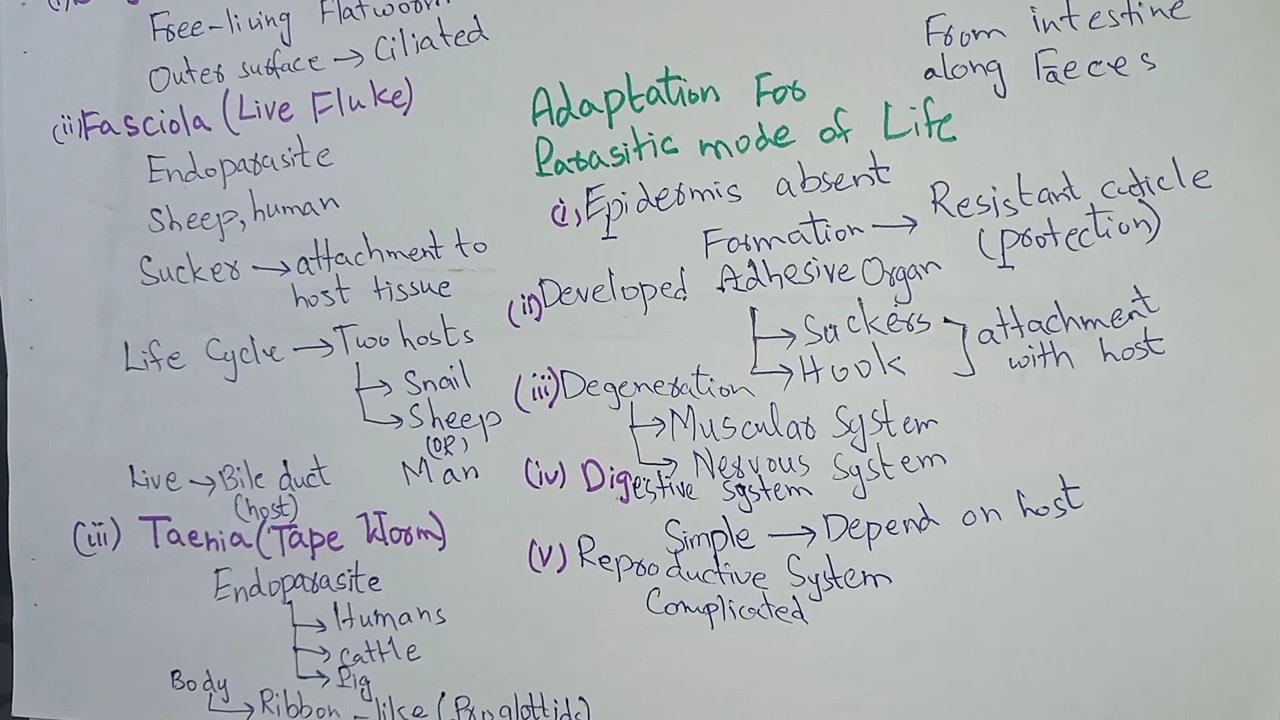 Free-living Flatworm
Outer surface → Ciliated
(ii) Fasciola (Live Fluke)
Endoparasite
Sheep, human
Sucker → attachment to
host tissue
Life Cycle → Two hosts
→ Snail
→ Sheep
(OR)
Man
Live → Bile duct
(host)
(iii) Taenia (Tape Worm)
Endoparasite
→ Humans
→ cattle
→ Pig
Body
→ Ribbon-like (Proglottids)
From intestine
along Faeces
Adaptation For
Parasitic mode of Life
(i) Epidermis absent
Formation → Resistant cuticle
(protection)
(ii) Developed Adhesive Organ
→ Suckers
→ Hook
attachment
with host
(iii) Degeneration
→ Muscular System
→ Nervous System
(iv) Digestive System
Simple → Depend on host
(v) Reproductive System
Complicated